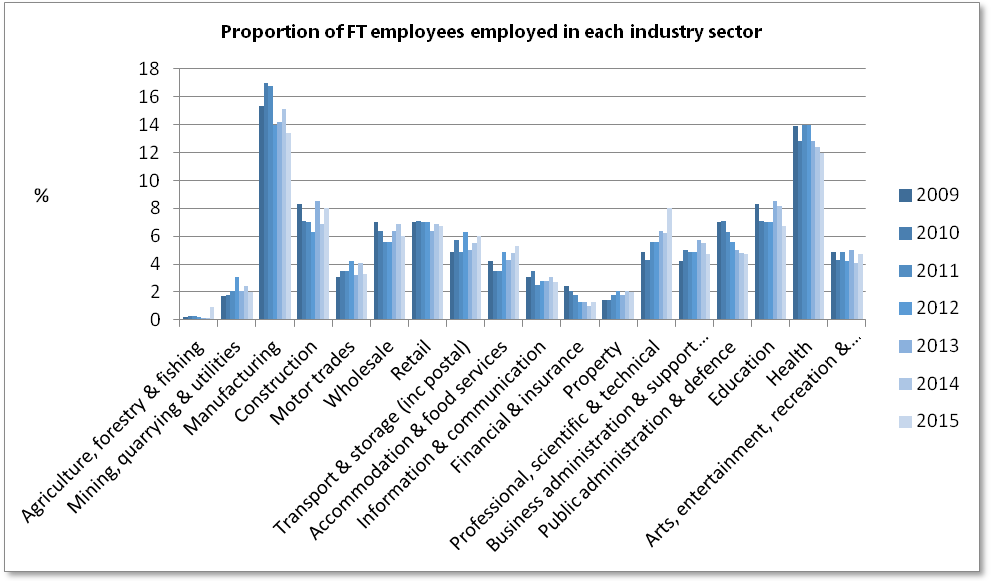 Proportion of FT employees employed in each industry sector
18
16
14
12
10
8
6
4
2
0
%
Agriculture, forestry & fishing
Mining, quarrying & utilities
Manufacturing
Construction
Motor trades
Wholesale
Retail
Transport & storage (inc postal)
Accommodation & food services
Information & communication
Financial & insurance
Property
Professional, scientific & technical
Business administration & support...
Public administration & defence
Education
Health
Arts, entertainment, recreation &...
2009
2010
2011
2012
2013
2014
2015